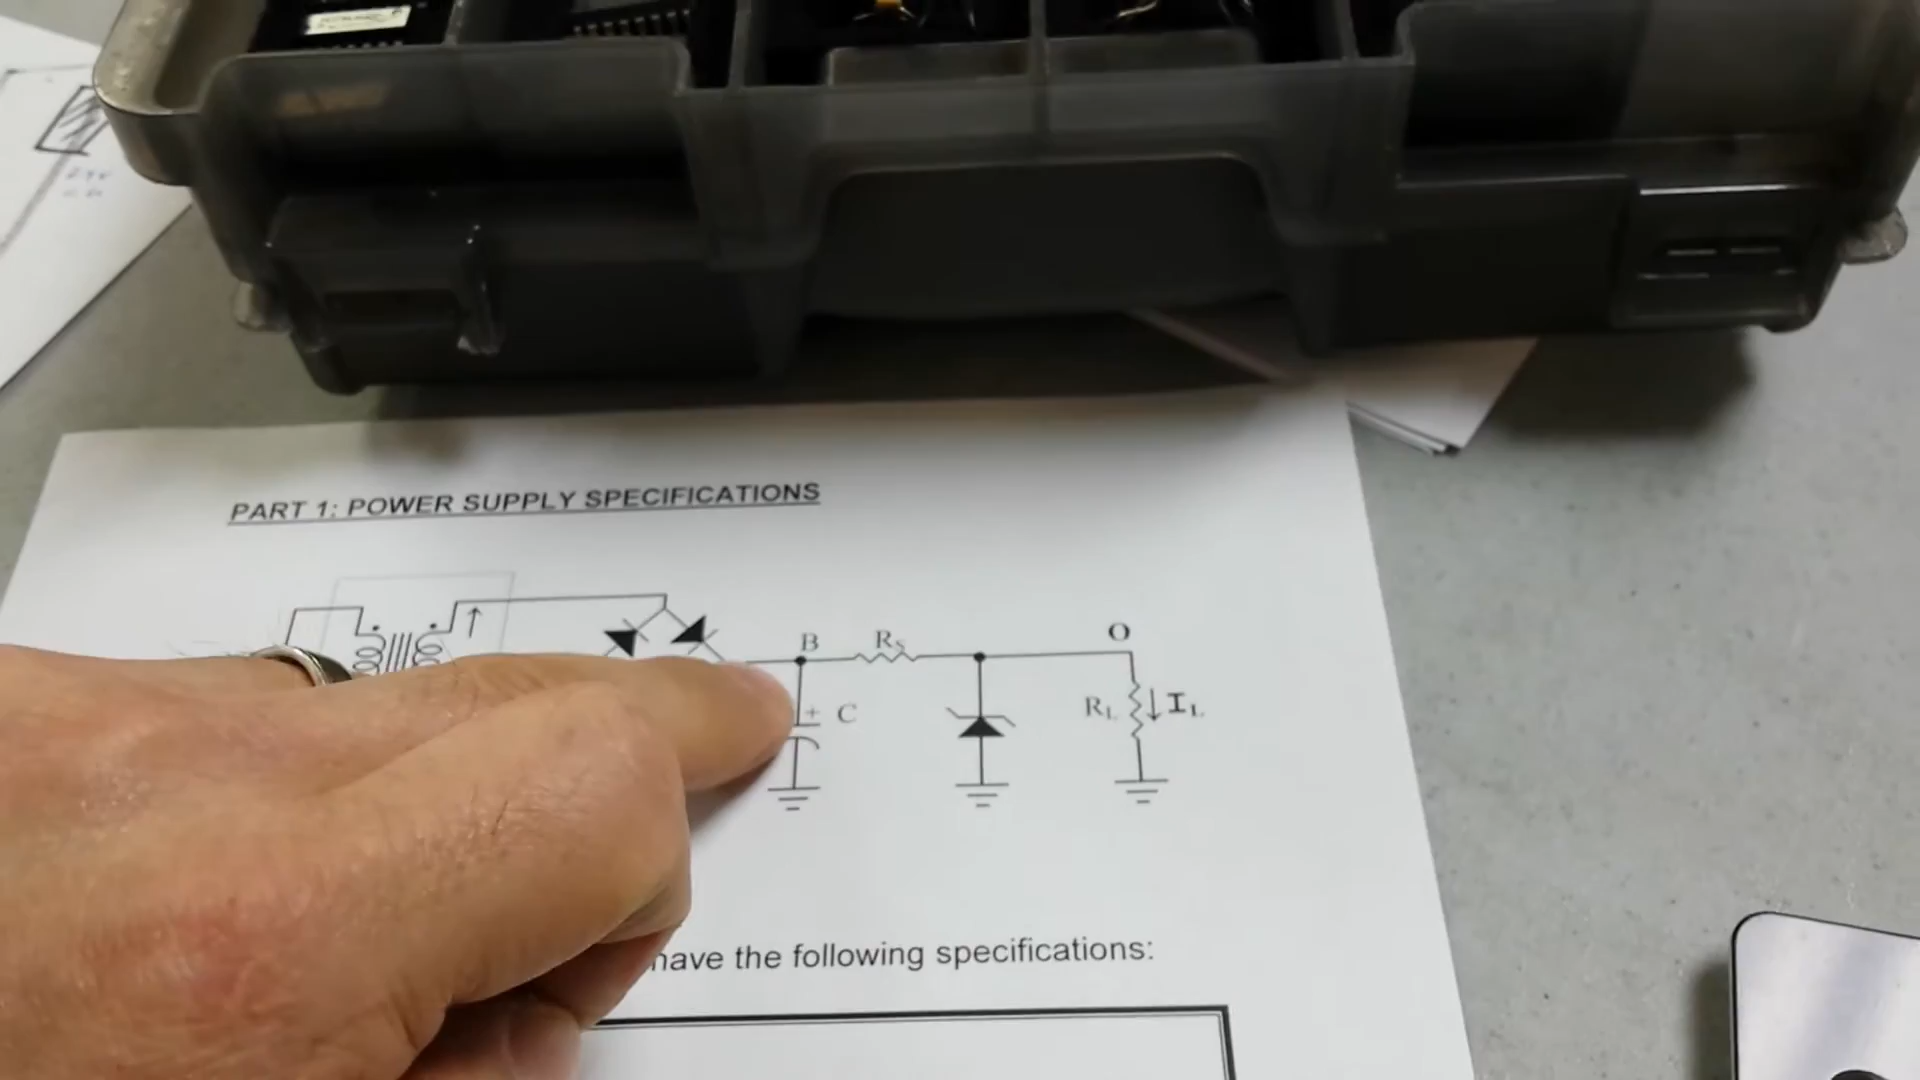 PART 1: POWER SUPPLY SPECIFICATIONS
B
RS
O
+
C
RL
IL
have the following specifications: